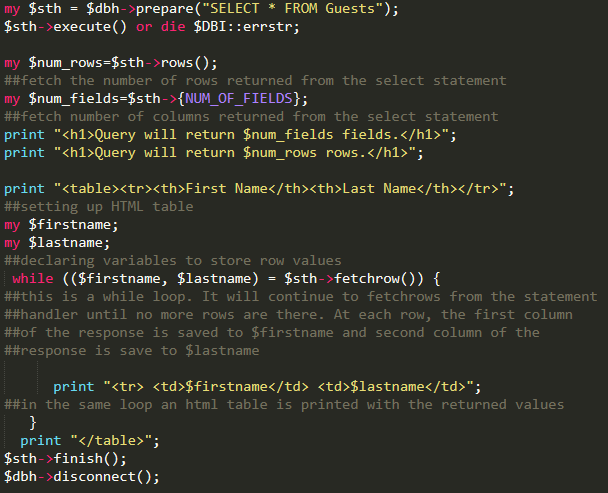 my $sth = $dbh->prepare("SELECT * FROM Guests");
$sth->execute() or die $DBI::errstr;
my $num_rows=$sth->rows();
##fetch the number of rows returned from the select statement
my $num_fields=$sth->{NUM_OF_FIELDS};
##fetch number of columns returned from the select statement
print "<h1>Query will return $num_fields fields.</h1>";
print "<h1>Query will return $num_rows rows.</h1>";
print "<table><tr><th>First Name</th><th>Last Name</th></tr>";
##setting up HTML table
my $firstname;
my $lastname;
##declaring variables to store row values
while (($firstname, $lastname) = $sth->fetchrow()) {
##this is a while loop. It will continue to fetchrows from the statement
##handler until no more rows are there. At each row, the first column
##of the response is saved to $firstname and second column of the
##response is save to $lastname
print "<tr> <td>$firstname</td> <td>$lastname</td>";
##in the same loop an html table is printed with the returned values
}
print "</table>";
$sth->finish();
$dbh->disconnect();